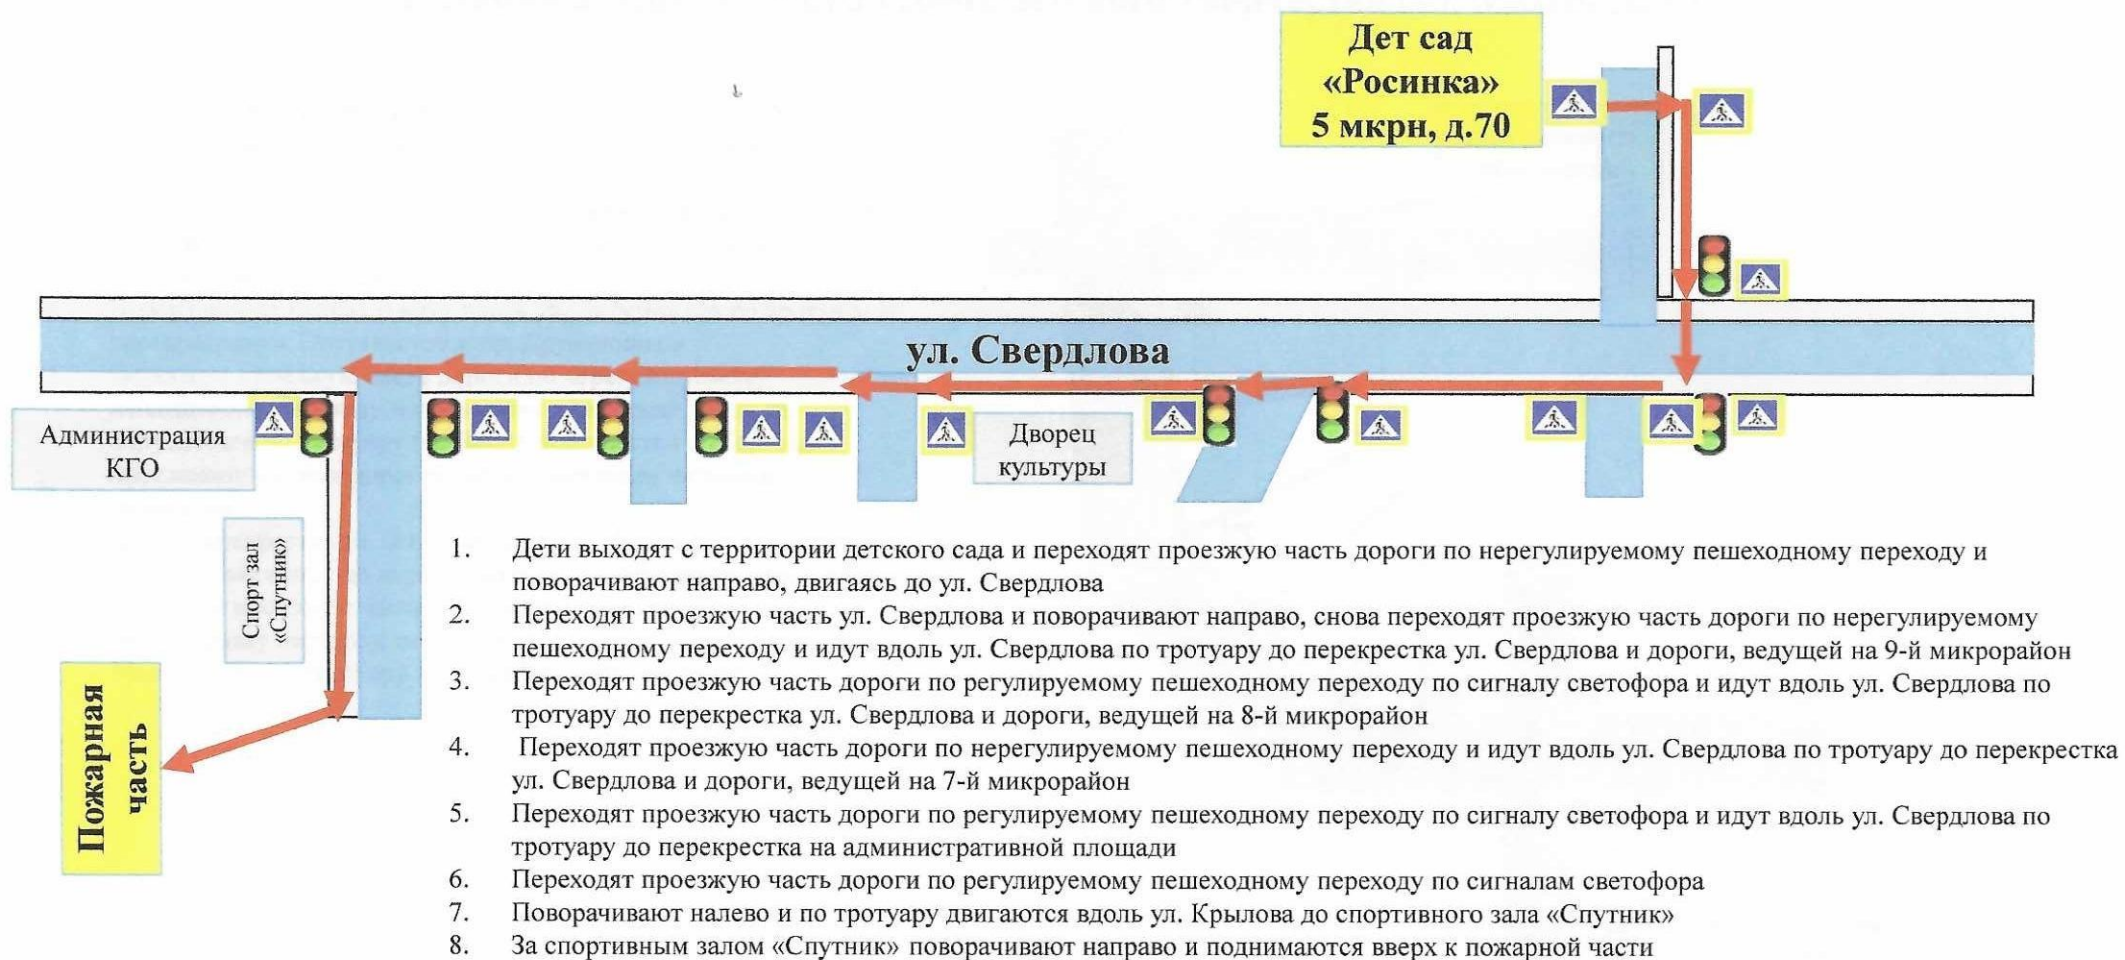 Дет сад
«Росинка»
5 мкрн, д.70
ул. Свердлова
Администрация
КГО
Дворец
культуры
Спорт зал
«Спутник»
Пожарная
часть
1. Дети выходят с территории детского сада и переходят проезжую часть дороги по нерегулируемому пешеходному переходу и
поворачивают направо, двигаясь до ул. Свердлова
2. Переходят проезжую часть ул. Свердлова и поворачивают направо, снова переходят проезжую часть дороги по нерегулируемому
пешеходному переходу и идут вдоль ул. Свердлова по тротуару до перекрестка ул. Свердлова и дороги, ведущей на 9-й микрорайон
3. Переходят проезжую часть дороги по регулируемому пешеходному переходу по сигналу светофора и идут вдоль ул. Свердлова по
тротуару до перекрестка ул. Свердлова и дороги, ведущей на 8-й микрорайон
4. Переходят проезжую часть дороги по нерегулируемому пешеходному переходу и идут вдоль ул. Свердлова по тротуару до перекрестка
ул. Свердлова и дороги, ведущей на 7-й микрорайон
5. Переходят проезжую часть дороги по регулируемому пешеходному переходу по сигналу светофора и идут вдоль ул. Свердлова по
тротуару до перекрестка на административной площади
6. Переходят проезжую часть дороги по регулируемому пешеходному переходу по сигналам светофора
7. Поворачивают налево и по тротуару двигаются вдоль ул. Крылова до спортивного зала «Спутник»
8. За спортивным залом «Спутник» поворачивают направо и поднимаются вверх к пожарной части